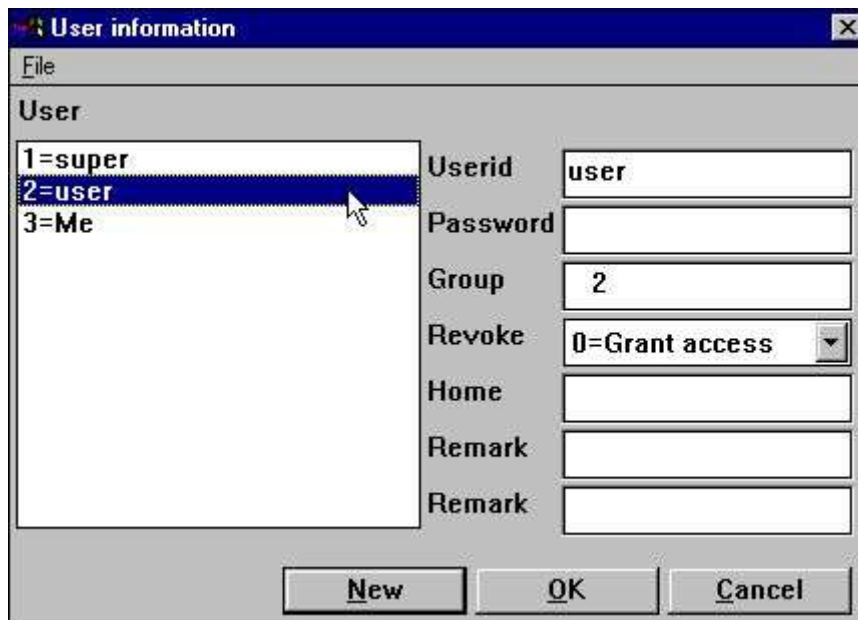 User information
File
User
1=super
2=user
3=Me
Userid user
Password
Group 2
Revoke 0=Grant access
Home
Remark
Remark
New OK Cancel